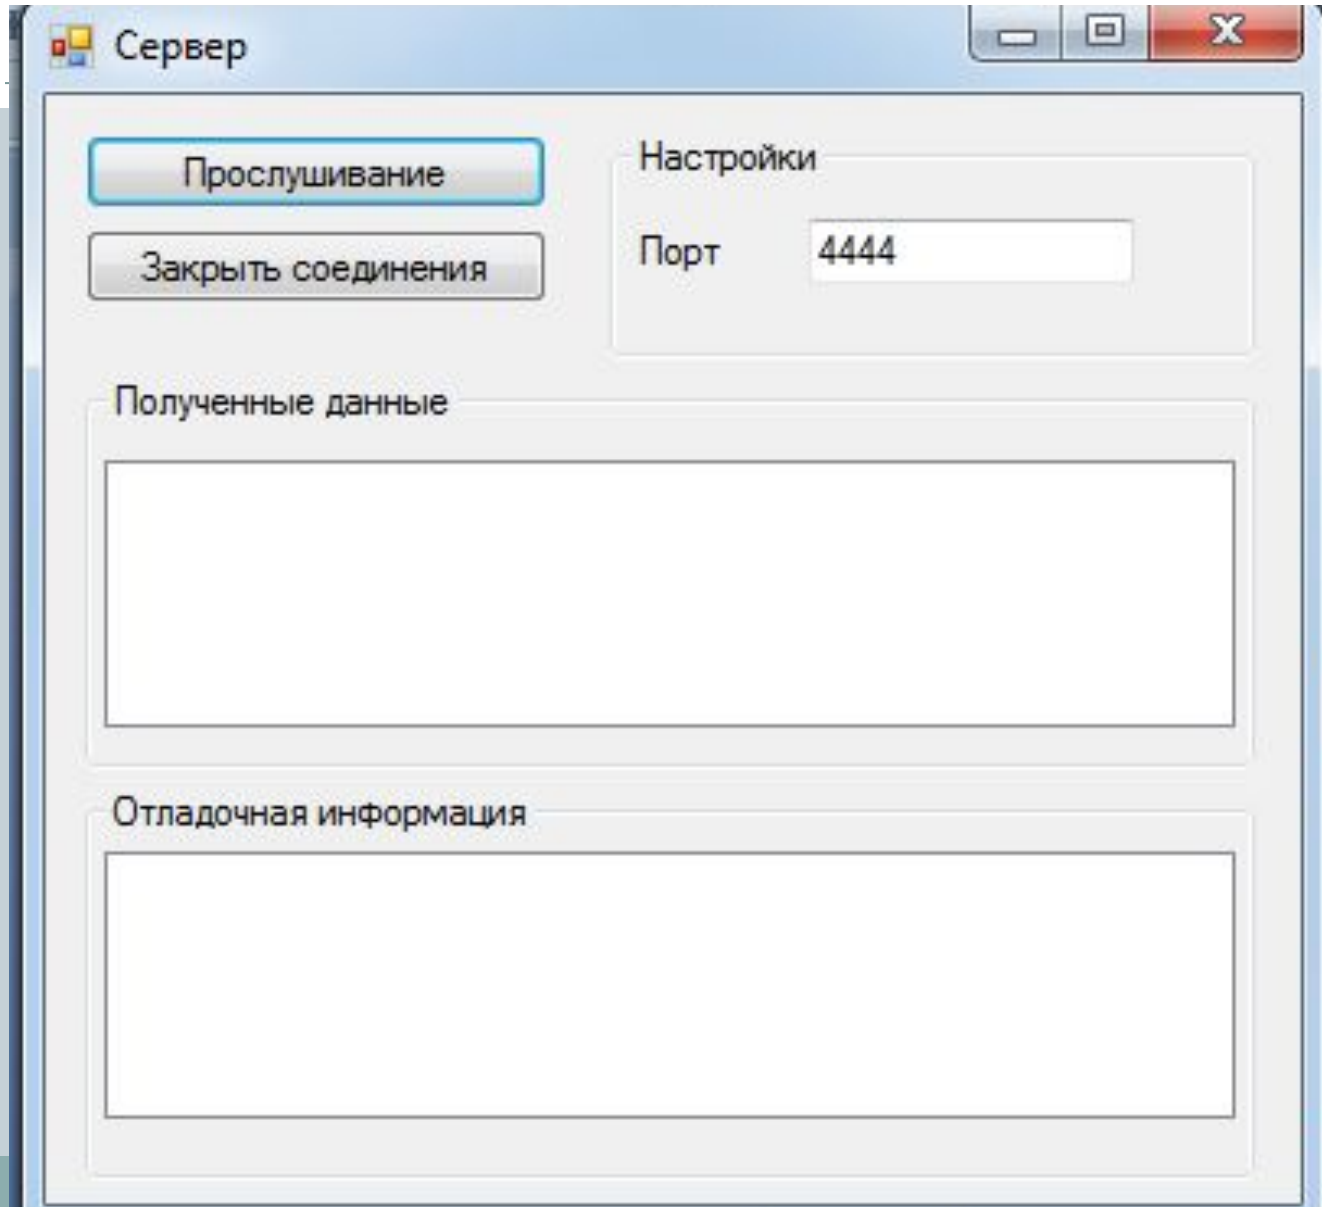 Сервер
Прослушивание
Закрыть соединения
Настройки
Порт 4444
Полученные данные
Отладочная информация